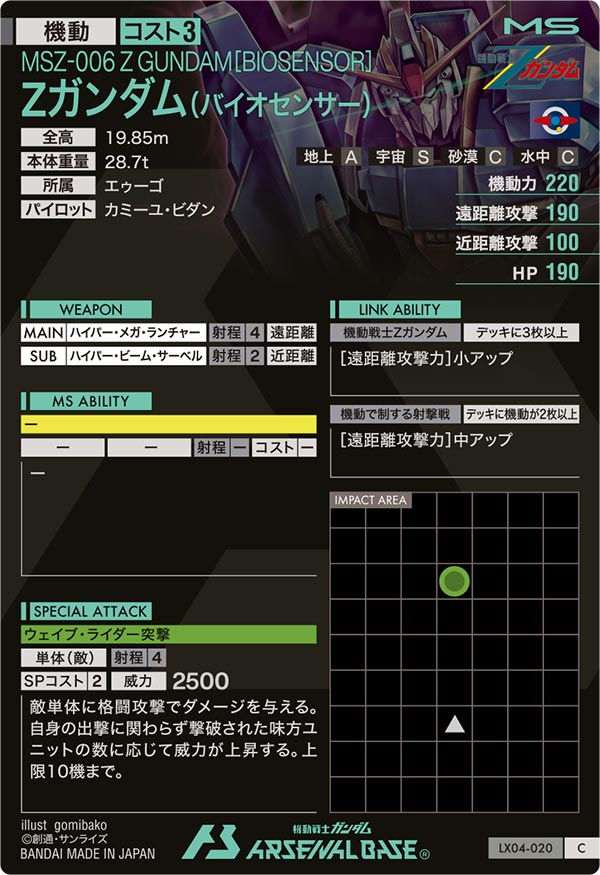 機動 コスト3 MS
MSZ-006 Z GUNDAM[BIOSENSOR]
機動戦士Zガンダム
Zガンダム(バイオセンサー)
全高 19.85m
本体重量 28.7t
所属 エゥーゴ
パイロット カミーユ・ビダン
地上 A 宇宙 S 砂漠 C 水中 C
機動力 220
遠距離攻撃 190
近距離攻撃 100
HP 190
WEAPON
MAIN ハイパー・メガ・ランチャー 射程 4 遠距離
SUB ハイパー・ビーム・サーベル 射程 2 近距離
MS ABILITY
—
— — 射程 — コスト —
—
SPECIAL ATTACK
ウェイブ・ライダー突撃
単体(敵) 射程 4
SPコスト 2 威力 2500
敵単体に格闘攻撃でダメージを与える。
自身の出撃に関わらず撃破された味方ユ
ニットの数に応じて威力が上昇する。上
限10機まで。
LINK ABILITY
機動戦士Zガンダム デッキに3枚以上
[遠距離攻撃力]小アップ
機動で制する射撃戦 デッキに機動が2枚以上
[遠距離攻撃力]中アップ
IMPACT AREA
illust gomibako
©創通・サンライズ
BANDAI MADE IN JAPAN
機動戦士ガンダム
AB ARSENAL BASE®
LX04-020 C